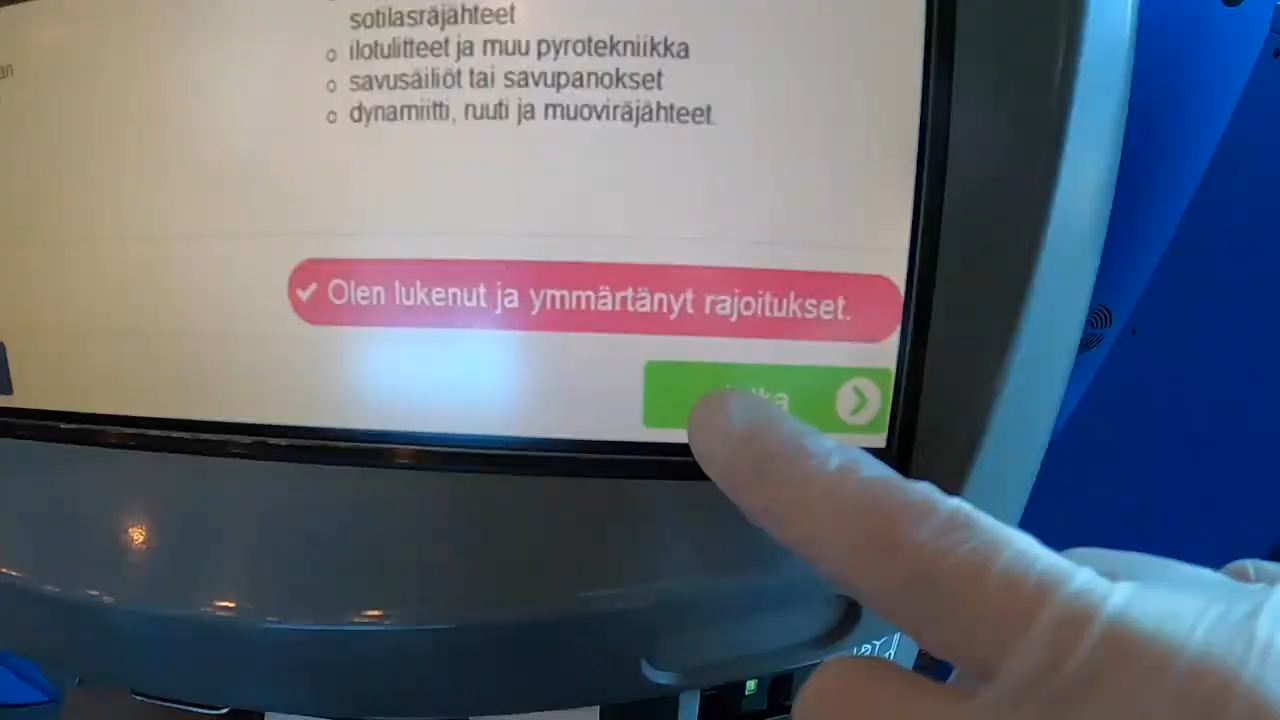 sotilasräjähteet
ilotulitteet ja muu pyrotekniikka
savusäiliöt tai savupanokset
dynamiitti, ruuti ja muoviräjähteet.
Olen lukenut ja ymmärtänyt rajoitukset.